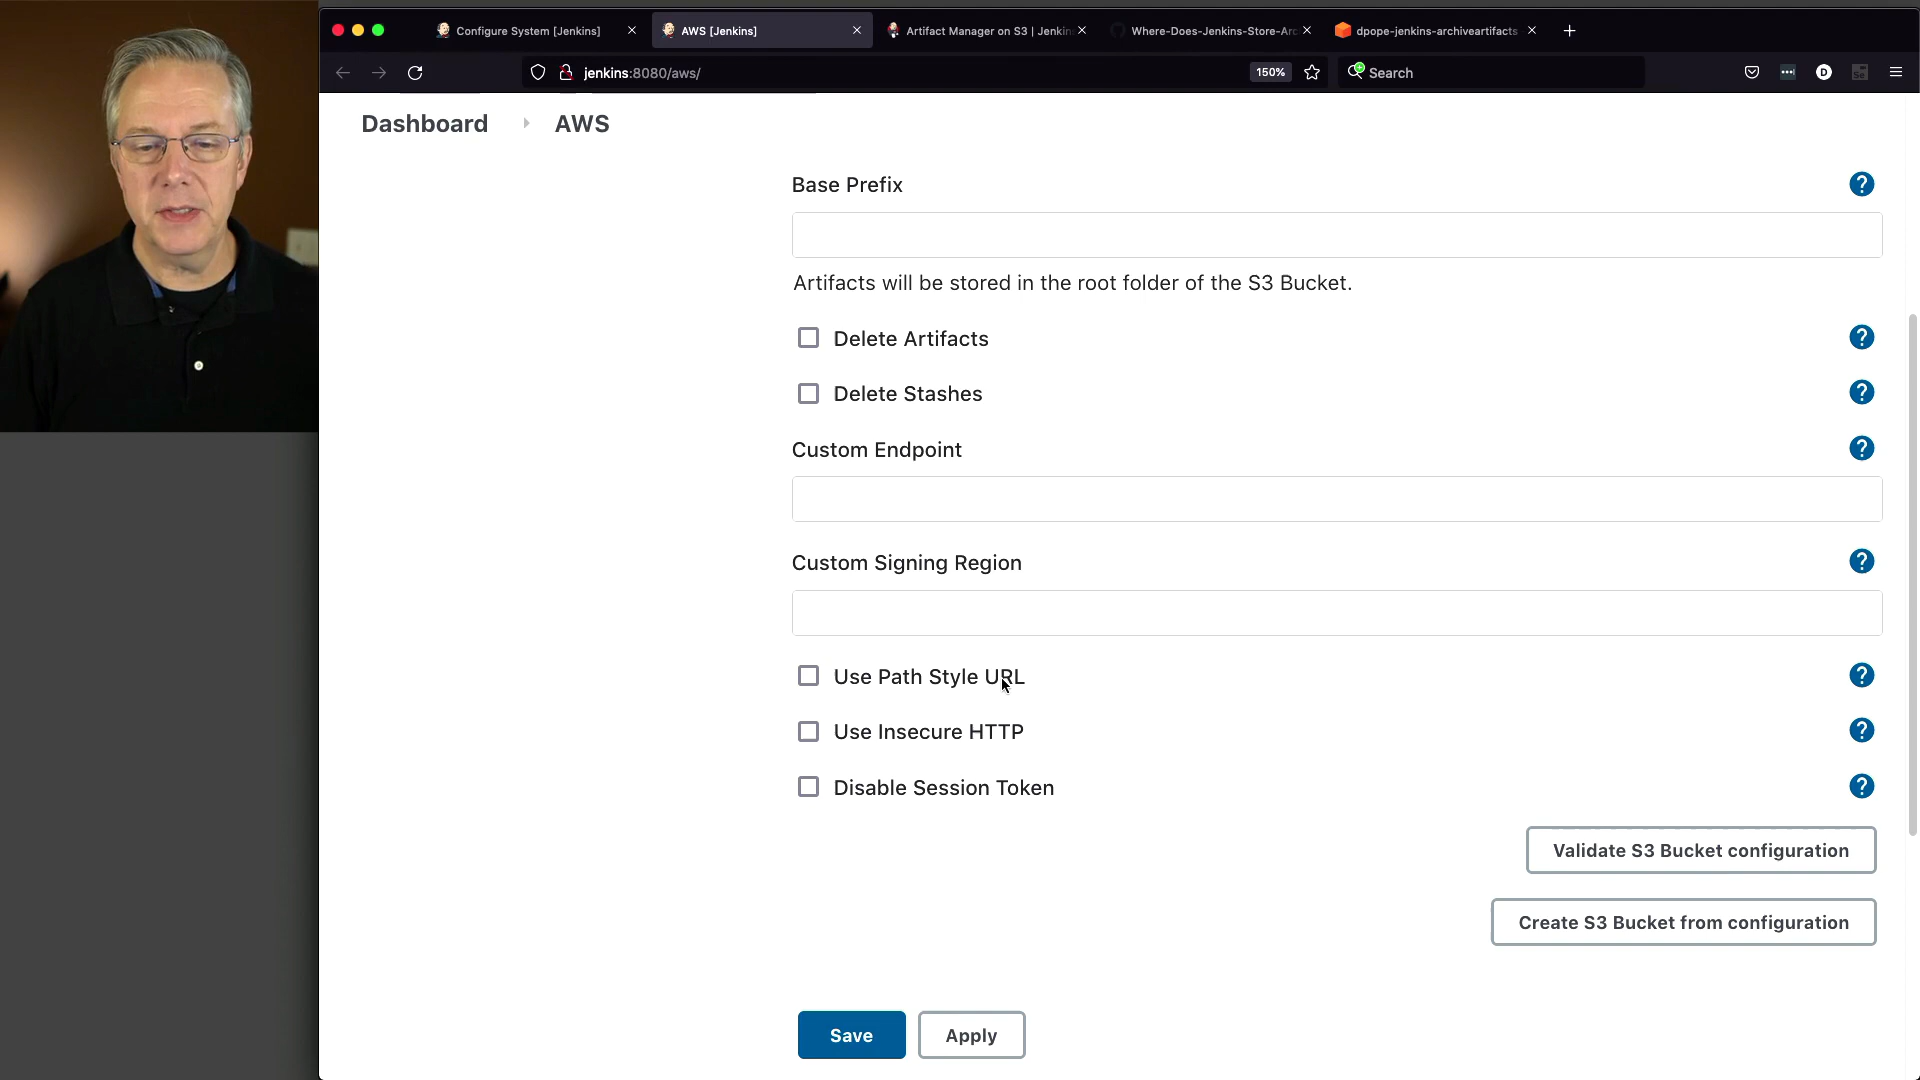 Configure System [Jenkins]
AWS [Jenkins]
Artifact Manager on S3 | Jenkin
Where-Does-Jenkins-Store-Arc
dpope-jenkins-archiveartifacts
jenkins:8080/aws/
150%
Search
Dashboard
AWS
Base Prefix
Artifacts will be stored in the root folder of the S3 Bucket.
Delete Artifacts
Delete Stashes
Custom Endpoint
Custom Signing Region
Use Path Style URL
Use Insecure HTTP
Disable Session Token
Validate S3 Bucket configuration
Create S3 Bucket from configuration
Save
Apply